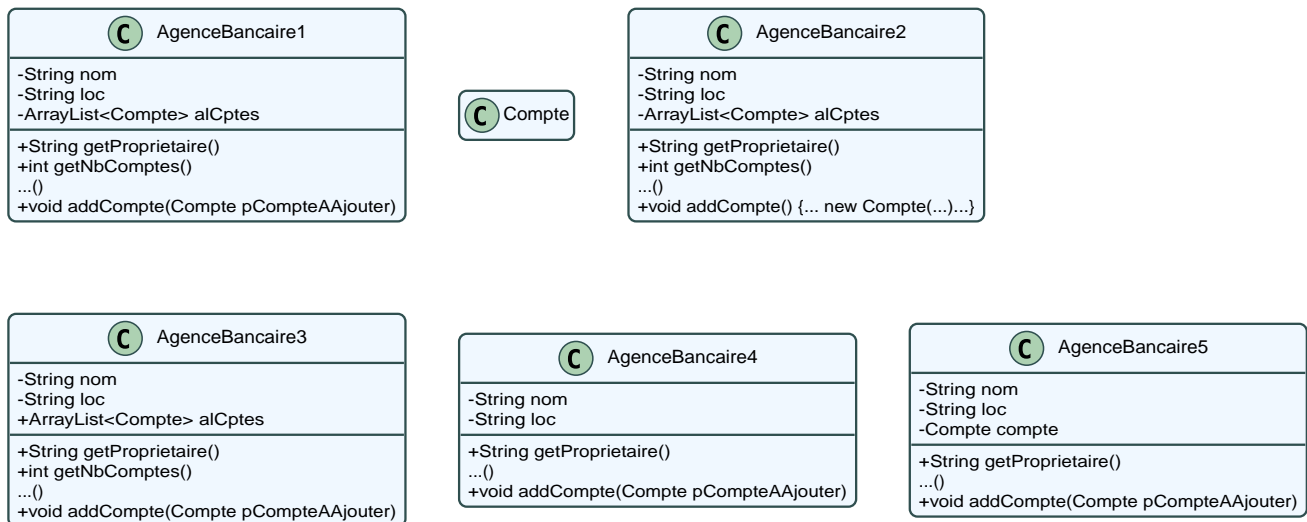 C AgenceBancaire1
-String nom
-String loc
-ArrayList<Compte> alCptes
+String getProprietaire()
+int getNbComptes()
...()
+void addCompte(Compte pCompteAAjouter)
C Compte
C AgenceBancaire2
-String nom
-String loc
-ArrayList<Compte> alCptes
+String getProprietaire()
+int getNbComptes()
...()
+void addCompte() {... new Compte(...)...}
C AgenceBancaire3
-String nom
-String loc
+ArrayList<Compte> alCptes
+String getProprietaire()
+int getNbComptes()
...()
+void addCompte(Compte pCompteAAjouter)
C AgenceBancaire4
-String nom
-String loc
+String getProprietaire()
...()
+void addCompte(Compte pCompteAAjouter)
C AgenceBancaire5
-String nom
-String loc
-Compte compte
+String getProprietaire()
...()
+void addCompte(Compte pCompteAAjouter)